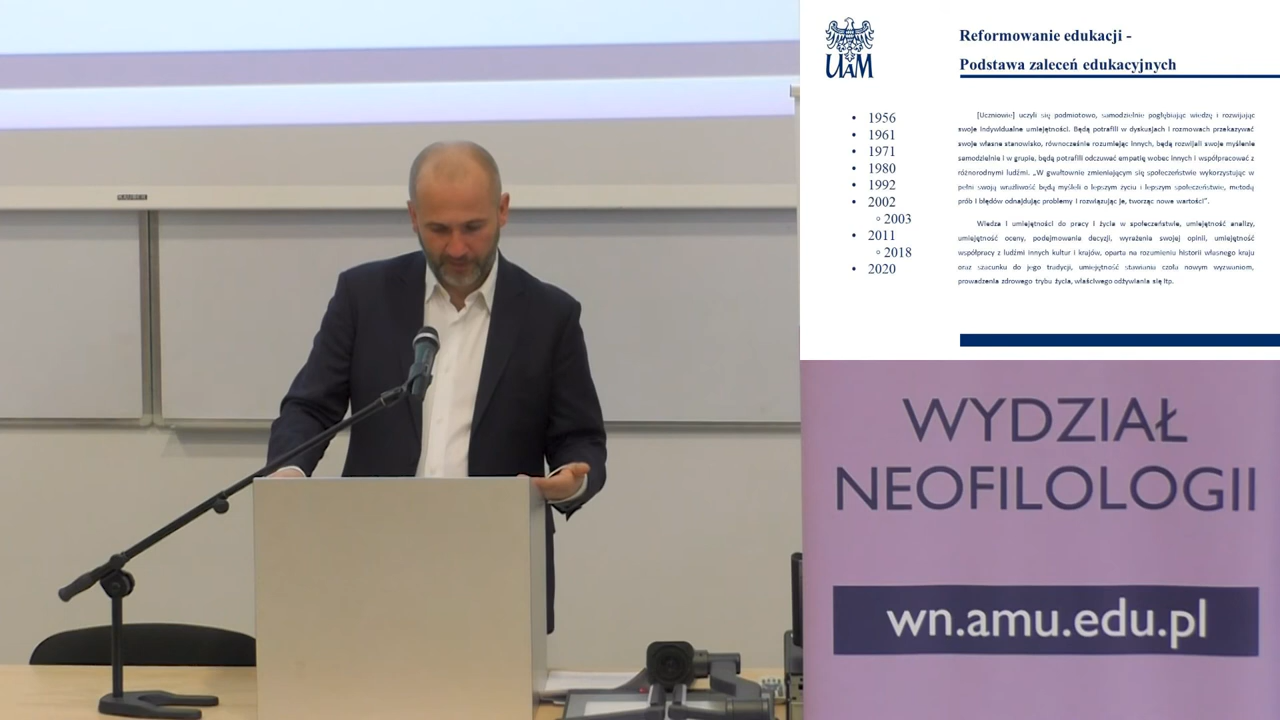 UAM
Reformowanie edukacji -
Podstawa zaleceń edukacyjnych
• 1956
• 1961
• 1971
• 1980
• 1992
• 2002
◦ 2003
• 2011
◦ 2018
• 2020
[Uczniowie] uczyli się podmiotowo, samodzielnie pogłębiając wiedzę i rozwijając
swoje indywidualne umiejętności. Będą potrafili w dyskusjach i rozmowach przekazywać
swoje własne stanowisko, równocześnie rozumiejąc innych, będą rozwijali swoje myślenie
samodzielnie i w grupie, będą potrafili odczuwać empatię wobec innych i współpracować z
różnorodnymi ludźmi. „W gwałtownie zmieniającym się społeczeństwie wykorzystując w
pełni swoją wrażliwość będą myśleli o lepszym życiu i lepszym społeczeństwie, metodą
prób i błędów odnajdując problemy i rozwiązując je, tworząc nowe wartości”.
Wiedza i umiejętności do pracy i życia w społeczeństwie, umiejętność analizy,
umiejętność oceny, podejmowanie decyzji, wyrażenia swojej opinii, umiejętność
współpracy z ludźmi innych kultur i krajów, oparta na rozumieniu historii własnego kraju
oraz szacunku do jego tradycji, umiejętność stawiania czoła nowym wyzwaniom,
prowadzenia zdrowego trybu życia, właściwego odżywiania się itp.
WYDZIAŁ
NEOFILOLOGII
wn.amu.edu.pl